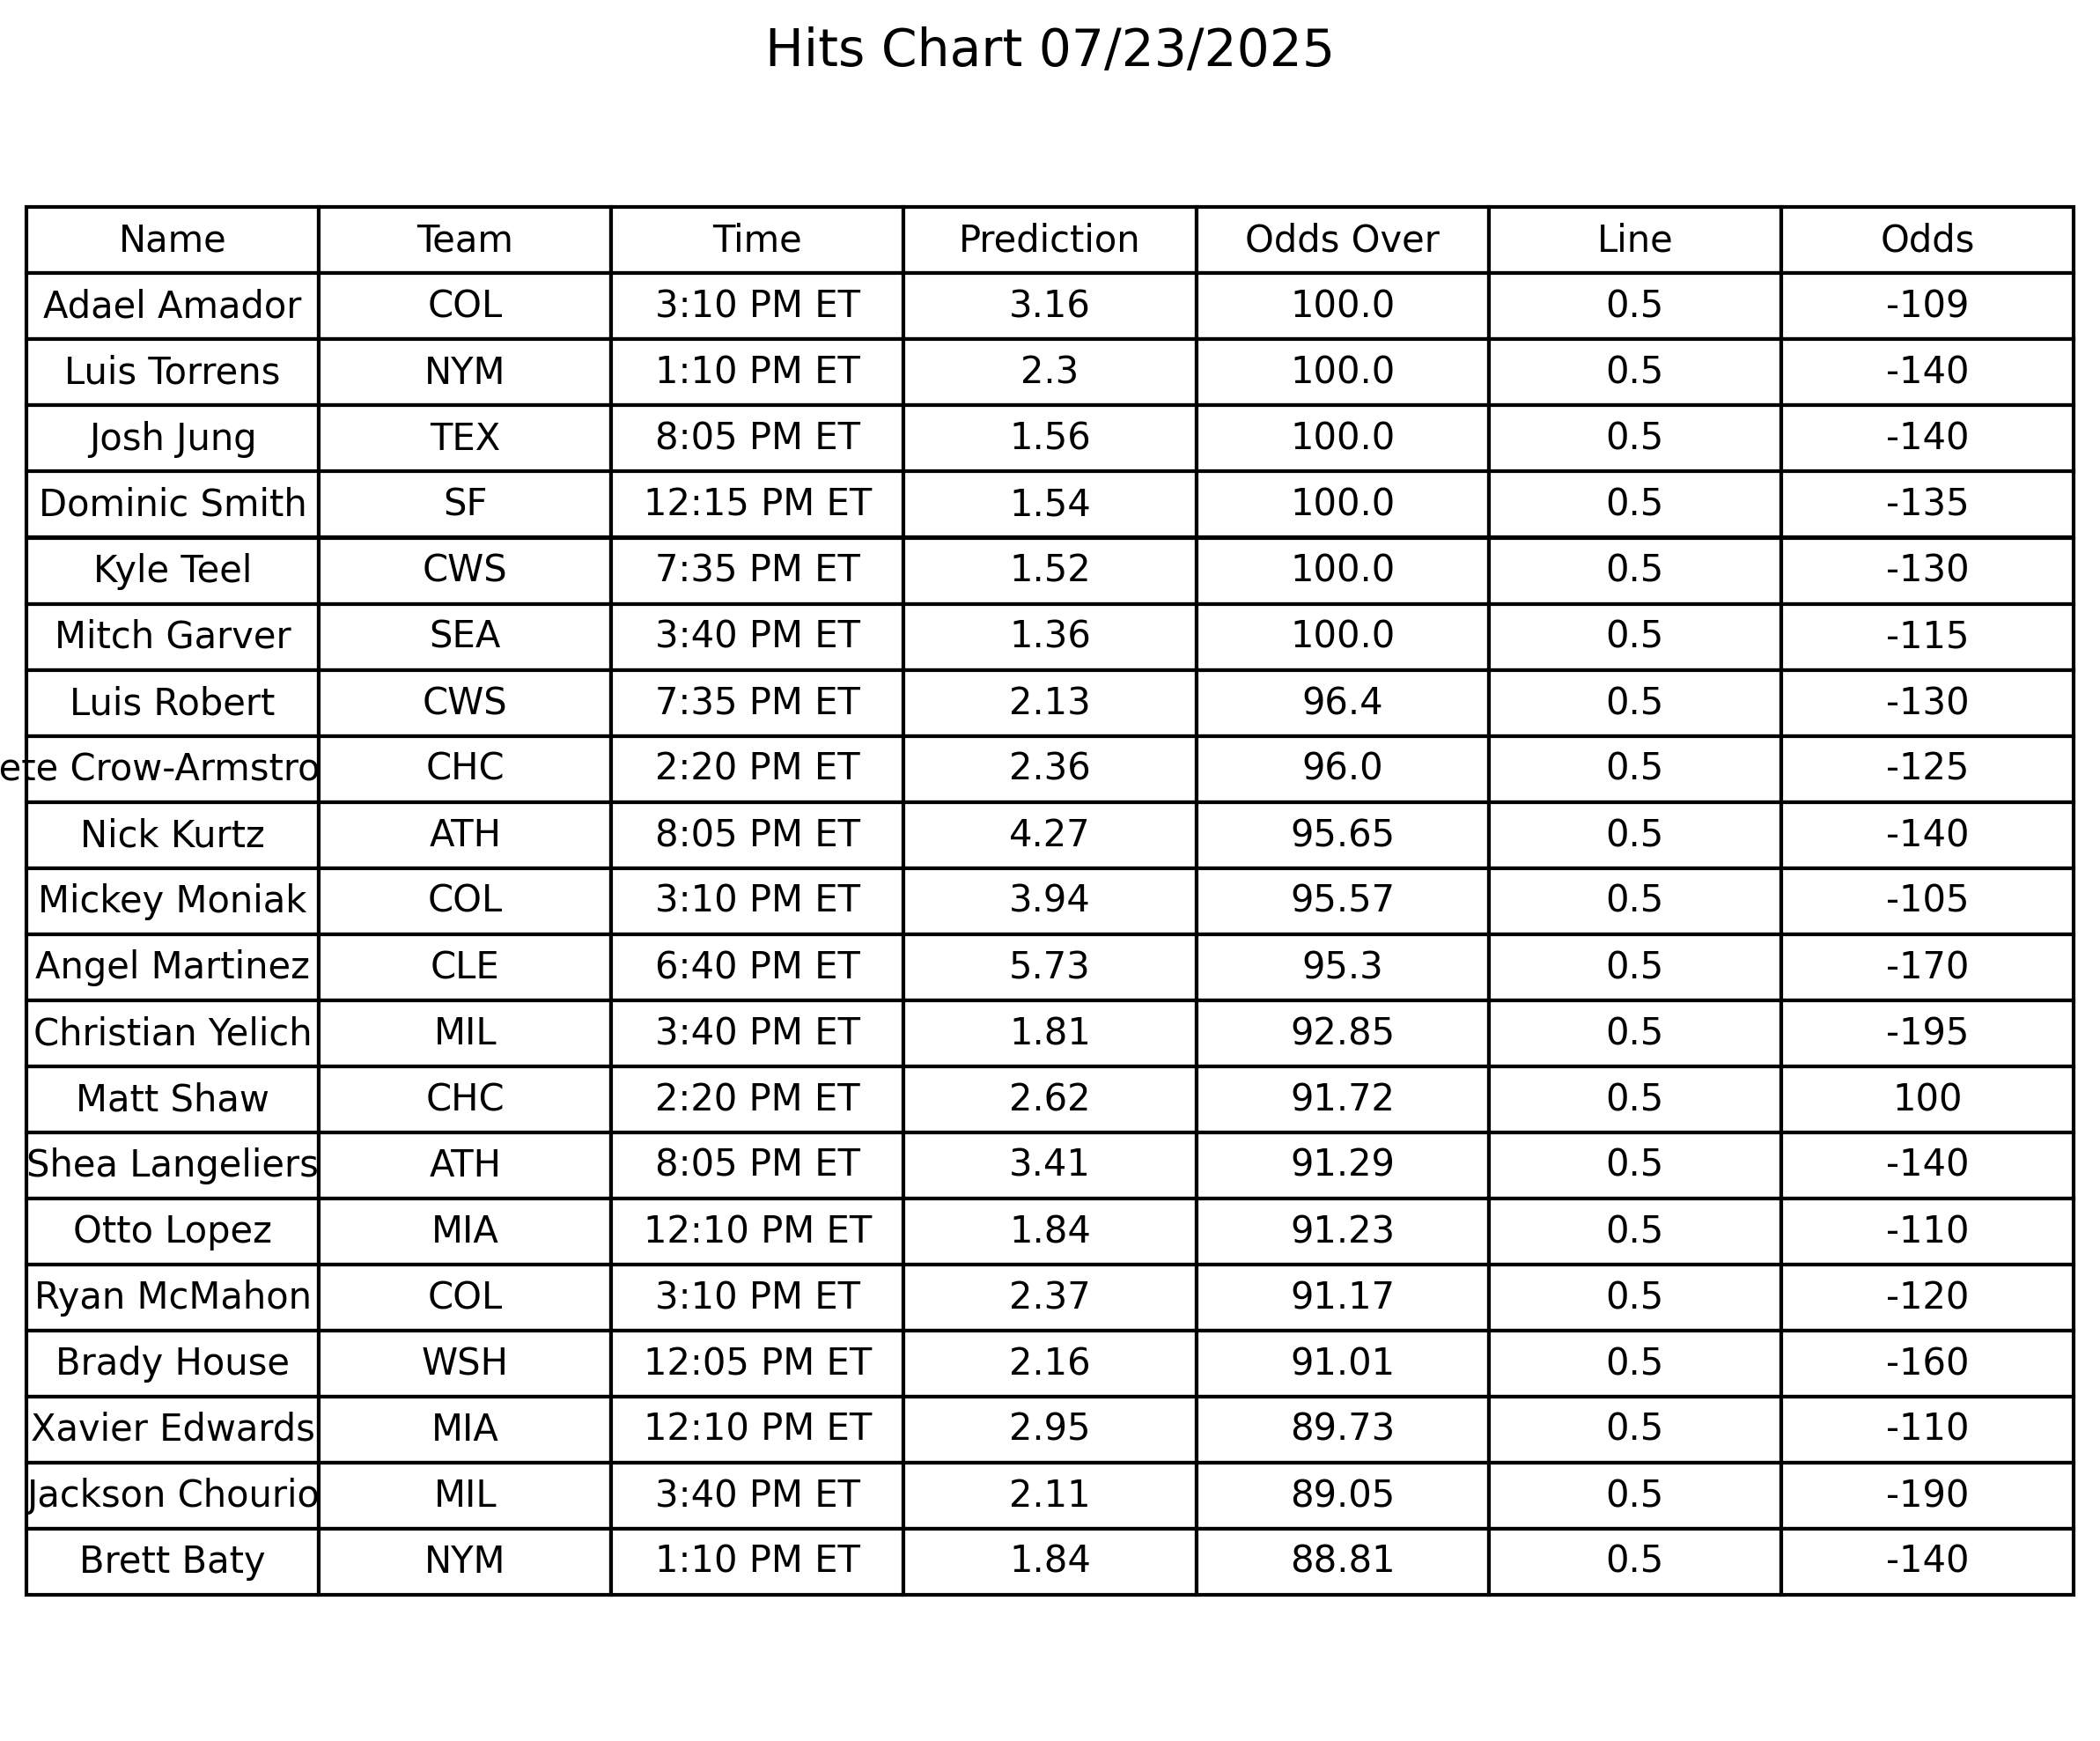 Hits Chart 07/23/2025
Name Team Time Prediction Odds Over Line Odds
Adael Amador COL 3:10 PM ET 3.16 100.0 0.5 -109
Luis Torrens NYM 1:10 PM ET 2.3 100.0 0.5 -140
Josh Jung TEX 8:05 PM ET 1.56 100.0 0.5 -140
Dominic Smith SF 12:15 PM ET 1.54 100.0 0.5 -135
Kyle Teel CWS 7:35 PM ET 1.52 100.0 0.5 -130
Mitch Garver SEA 3:40 PM ET 1.36 100.0 0.5 -115
Luis Robert CWS 7:35 PM ET 2.13 96.4 0.5 -130
ete Crow-Armstro CHC 2:20 PM ET 2.36 96.0 0.5 -125
Nick Kurtz ATH 8:05 PM ET 4.27 95.65 0.5 -140
Mickey Moniak COL 3:10 PM ET 3.94 95.57 0.5 -105
Angel Martinez CLE 6:40 PM ET 5.73 95.3 0.5 -170
Christian Yelich MIL 3:40 PM ET 1.81 92.85 0.5 -195
Matt Shaw CHC 2:20 PM ET 2.62 91.72 0.5 100
Shea Langeliers ATH 8:05 PM ET 3.41 91.29 0.5 -140
Otto Lopez MIA 12:10 PM ET 1.84 91.23 0.5 -110
Ryan McMahon COL 3:10 PM ET 2.37 91.17 0.5 -120
Brady House WSH 12:05 PM ET 2.16 91.01 0.5 -160
Xavier Edwards MIA 12:10 PM ET 2.95 89.73 0.5 -110
Jackson Chourio MIL 3:40 PM ET 2.11 89.05 0.5 -190
Brett Baty NYM 1:10 PM ET 1.84 88.81 0.5 -140